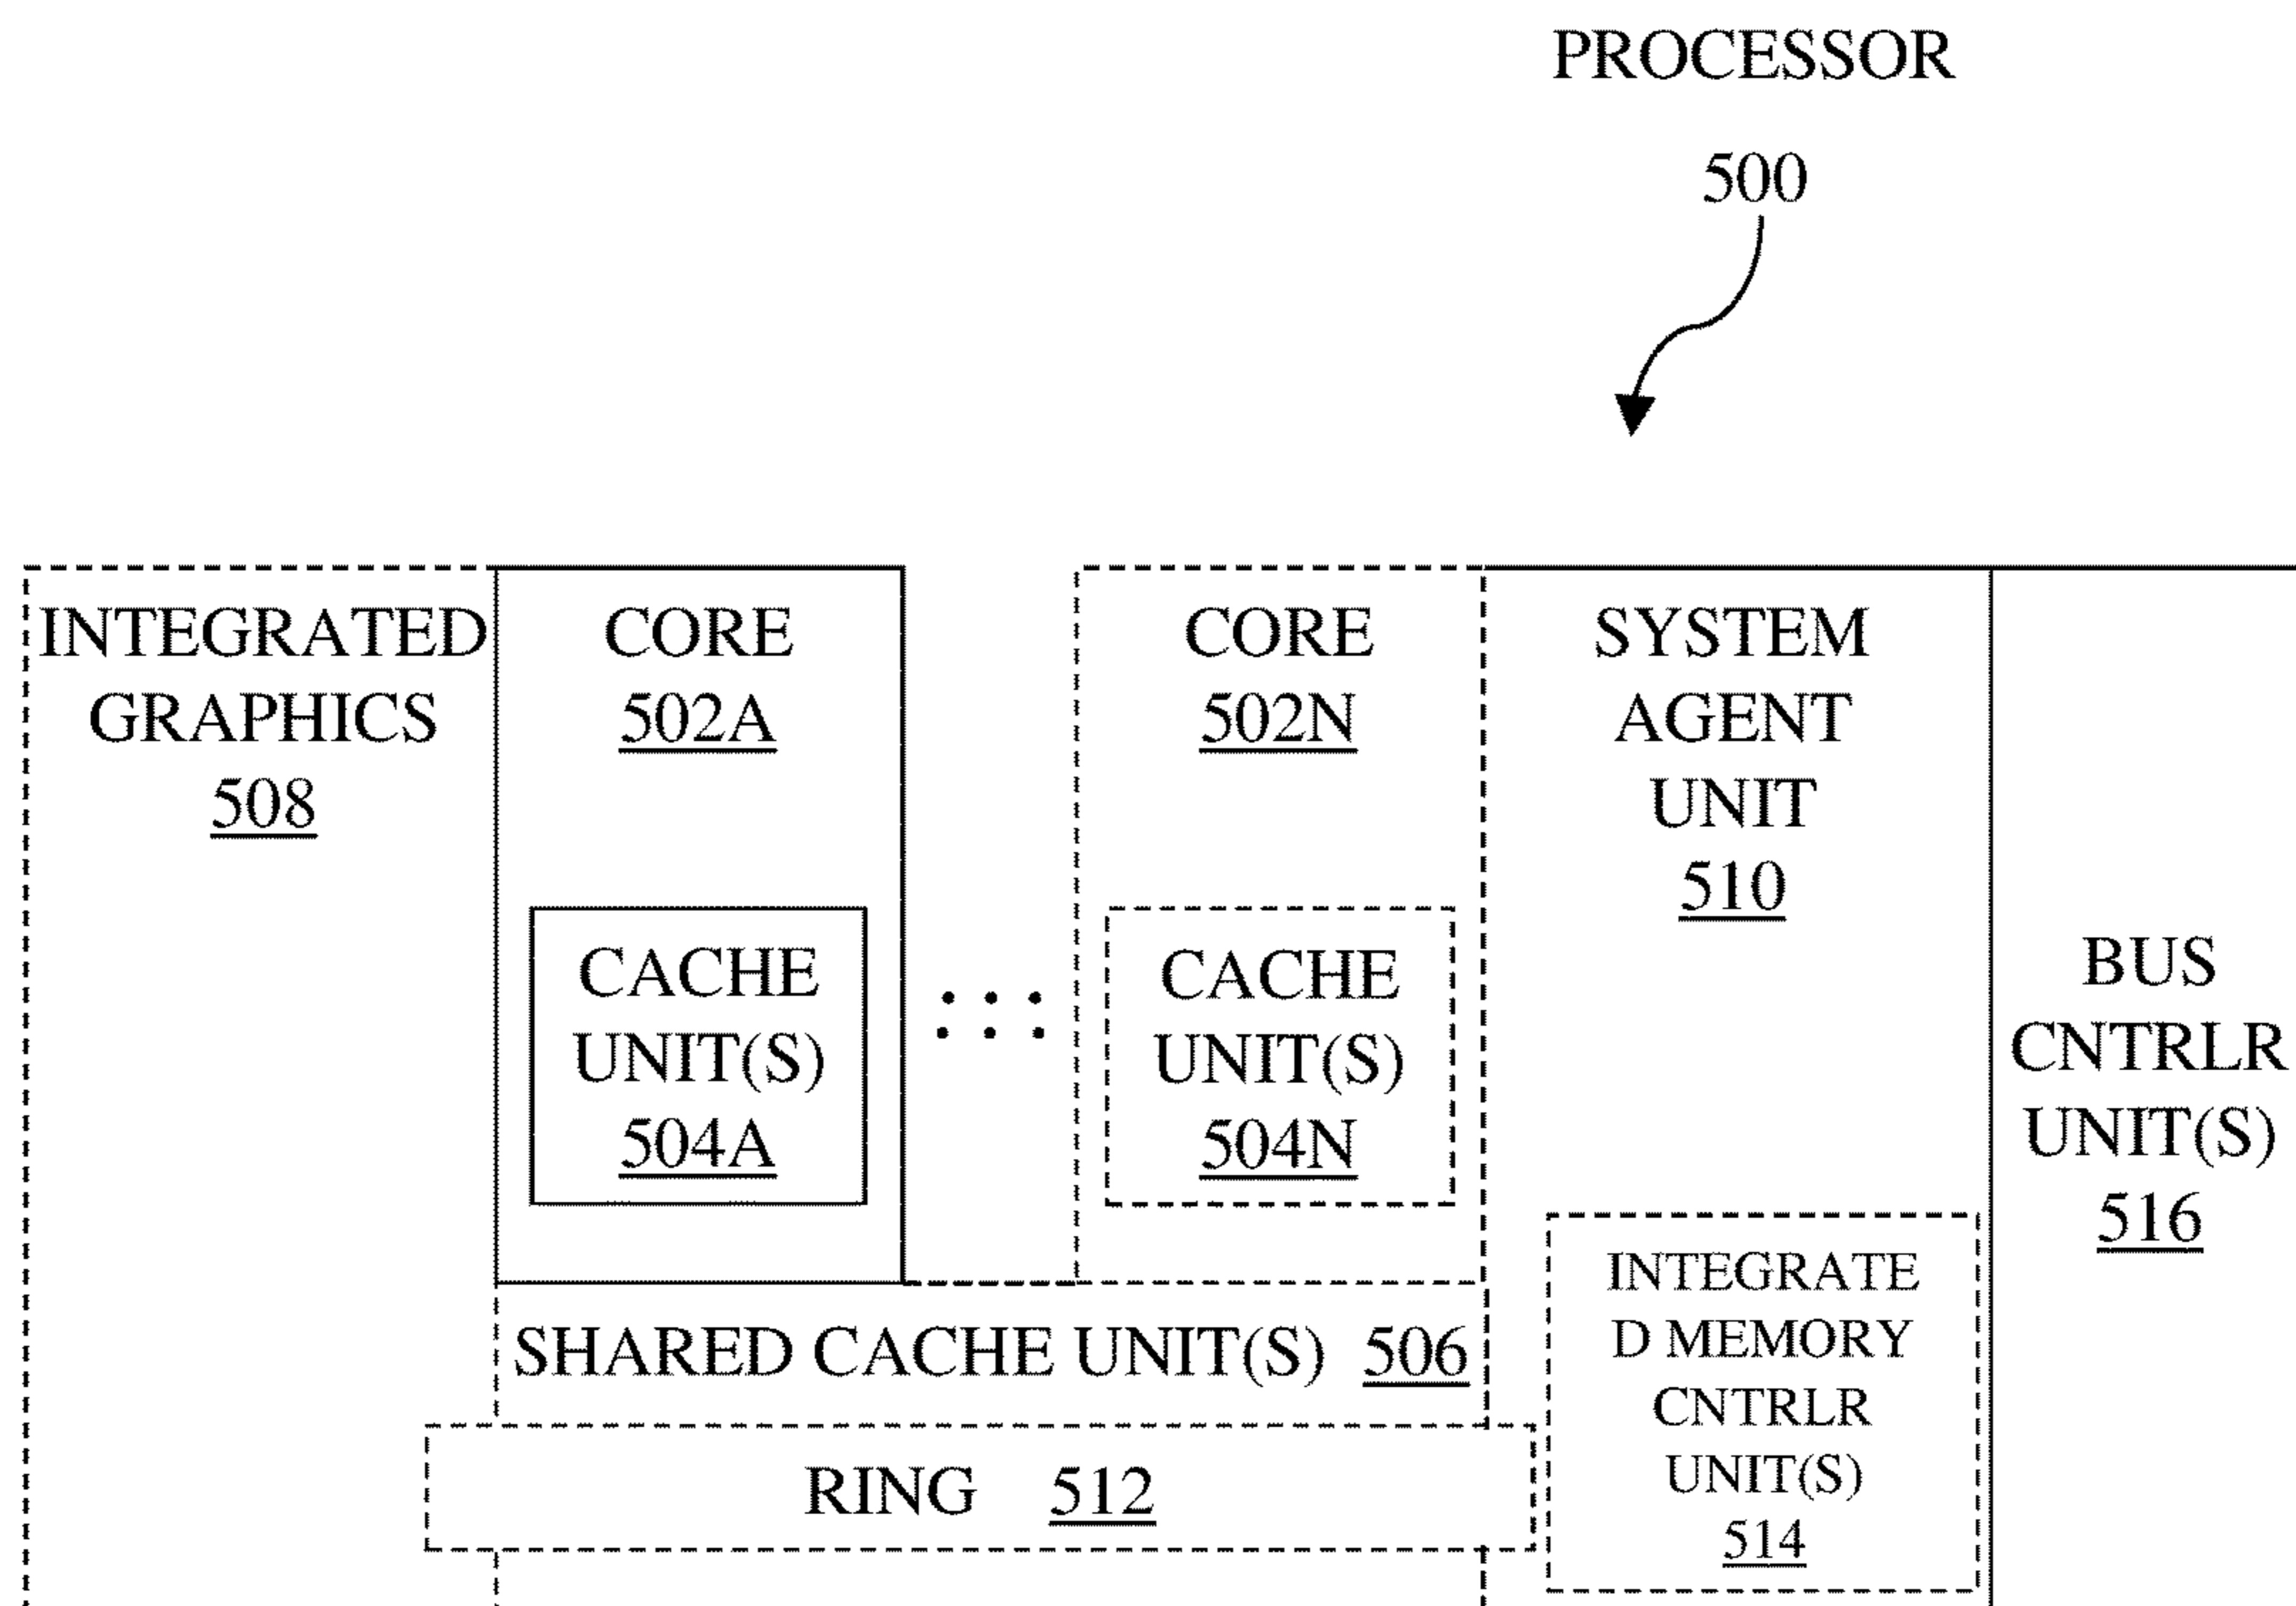 PROCESSOR
500
INTEGRATED
GRAPHICS
508
CORE
502A
CACHE
UNIT(S)
504A
CORE
502N
CACHE
UNIT(S)
504N
SYSTEM
AGENT
UNIT
510
BUS
CNTRLR
UNIT(S)
516
SHARED CACHE UNIT(S) 506
RING 512
INTEGRATE
D MEMORY
CNTRLR
UNIT(S)
514